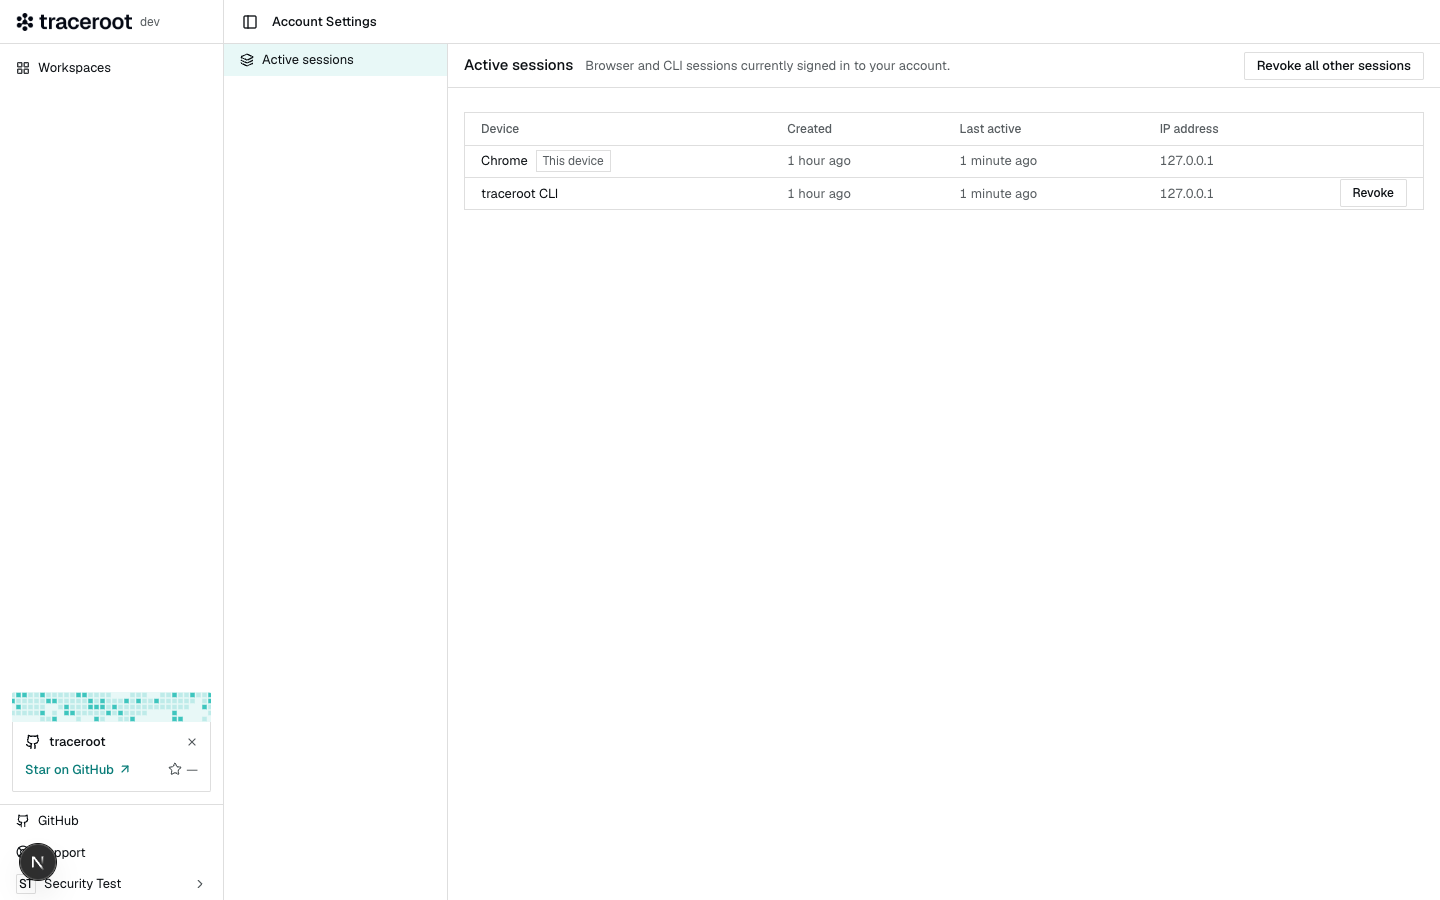 traceroot dev
Account Settings
Workspaces
Active sessions
Active sessions Browser and CLI sessions currently signed in to your account.
Revoke all other sessions
Device Created Last active IP address
Chrome This device 1 hour ago 1 minute ago 127.0.0.1
traceroot CLI 1 hour ago 1 minute ago 127.0.0.1 Revoke
traceroot
Star on GitHub —
GitHub
pport
N
ST Security Test